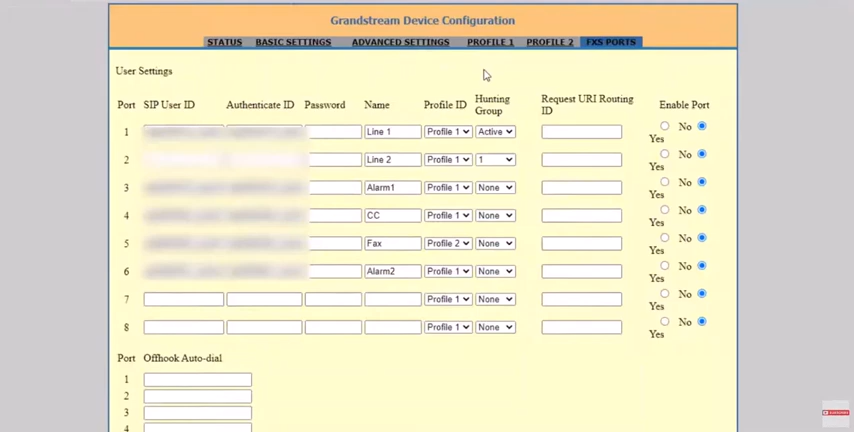 Grandstream Device Configuration
STATUS BASIC SETTINGS ADVANCED SETTINGS PROFILE 1 PROFILE 2 FXS PORTS
User Settings
Port SIP User ID Authenticate ID Password Name Profile ID Hunting Group Request URI Routing ID Enable Port
1 Line 1 Profile 1 Active No Yes
2 Line 2 Profile 1 1 No Yes
3 Alarm1 Profile 1 None No Yes
4 CC Profile 1 None No Yes
5 Fax Profile 2 None No Yes
6 Alarm2 Profile 1 None No Yes
7 Profile 1 None No Yes
8 Profile 1 None No Yes
Port Offhook Auto-dial
1
2
3
4